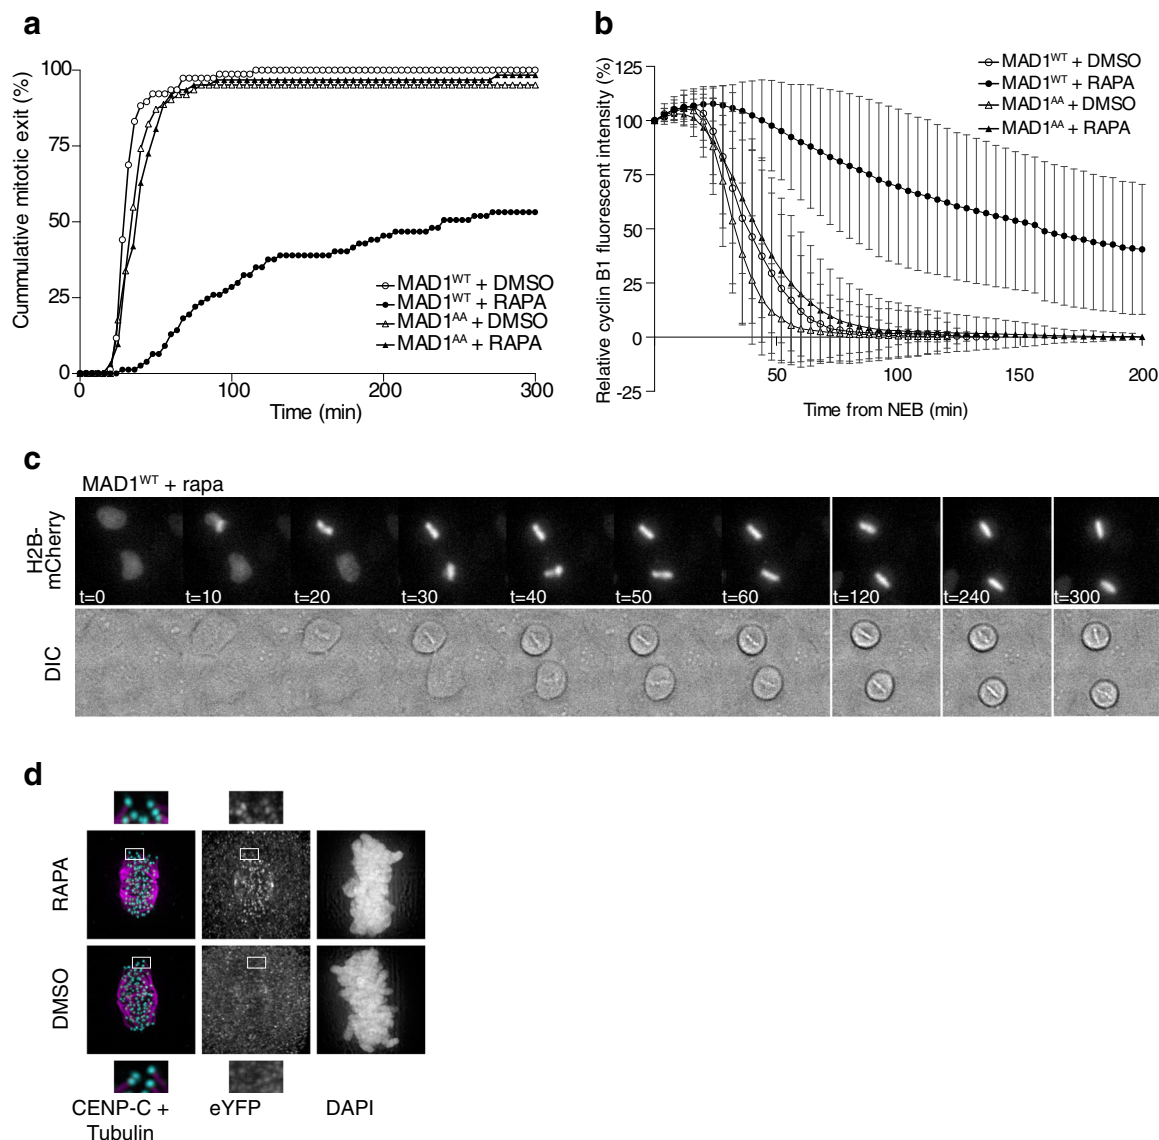 a
Cummulative mitotic exit (%)
100
75
50
25
0
0 100 200 300
Time (min)
MAD1WT + DMSO
MAD1WT + RAPA
MAD1AA + DMSO
MAD1AA + RAPA
b
Relative cyclin B1 fluorescent intensity (%)
125
100
75
50
25
0
-25
50 100 150 200
Time from NEB (min)
MAD1WT + DMSO
MAD1WT + RAPA
MAD1AA + DMSO
MAD1AA + RAPA
c
MAD1WT + rapa
H2B-
mCherry
t=0 t=10 t=20 t=30 t=40 t=50 t=60 t=120 t=240 t=300
DIC
d
RAPA
DMSO
CENP-C +
Tubulin
eYFP
DAPI